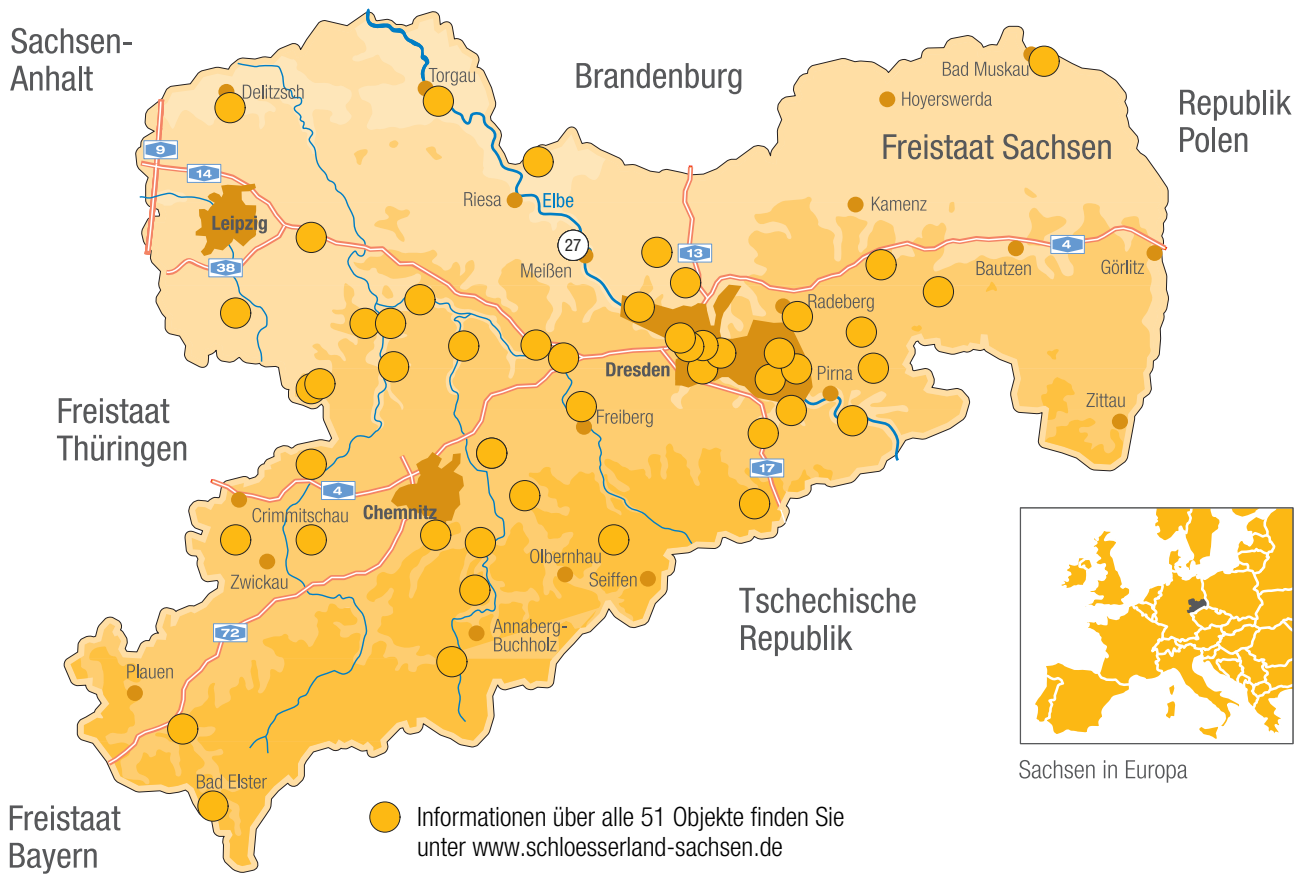 Sachsen-
Anhalt
Brandenburg
Republik
Polen
Freistaat Sachsen
Torgau
Delitzsch
Bad Muskau
Hoyerswerda
9
14
Leipzig
38
Riesa
Elbe
27
Meißen
13
Kamenz
4
Bautzen
Görlitz
Radeberg
Dresden
Pirna
Zittau
Freistaat
Thüringen
Freiberg
17
4
Crimmitschau
Chemnitz
Zwickau
Olbernhau
Seiffen
72
Annaberg-
Buchholz
Tschechische
Republik
Plauen
Bad Elster
Sachsen in Europa
Freistaat
Bayern
Informationen über alle 51 Objekte finden Sie
unter www.schloesserland-sachsen.de